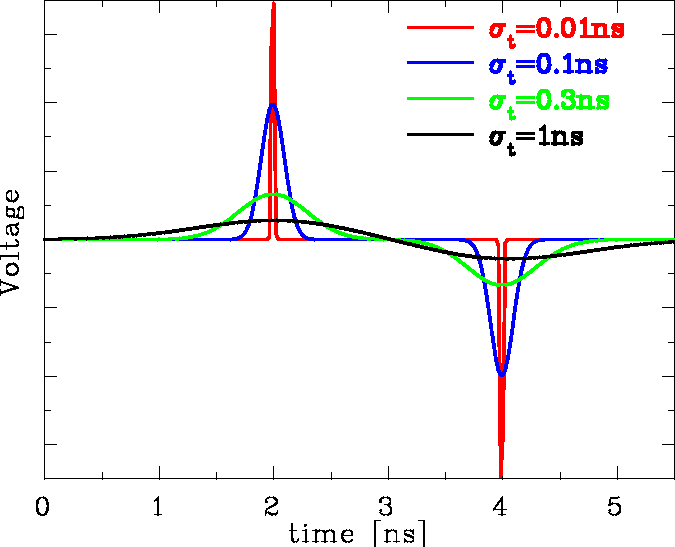 σt=0.01ns
σt=0.1ns
σt=0.3ns
σt=1ns
Voltage
0 1 2 3 4 5
time [ns]